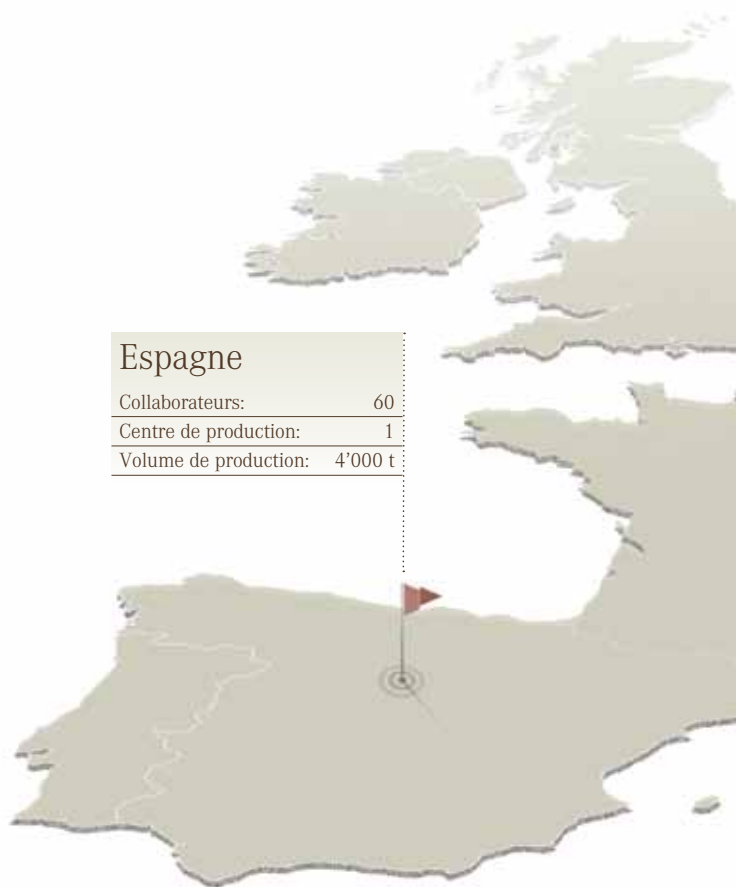 Espagne
Collaborateurs: 60
Centre de production: 1
Volume de production: 4’000 t